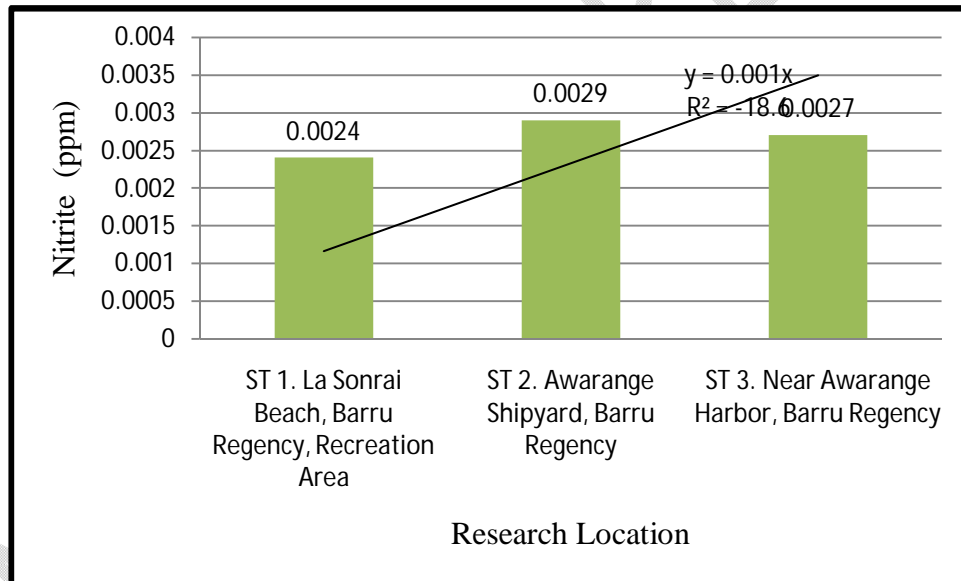 0.004
0.0035
0.003
0.0025
0.002
0.0015
0.001
0.0005
0
Nitrite (ppm)
0.0024
0.0029
0.0027
y = 0.001x
R² = -18.6
ST 1. La Sonrai
Beach, Barru
Regency, Recreation
Area
ST 2. Awarange
Shipyard, Barru
Regency
ST 3. Near Awarange
Harbor, Barru Regency
Research Location